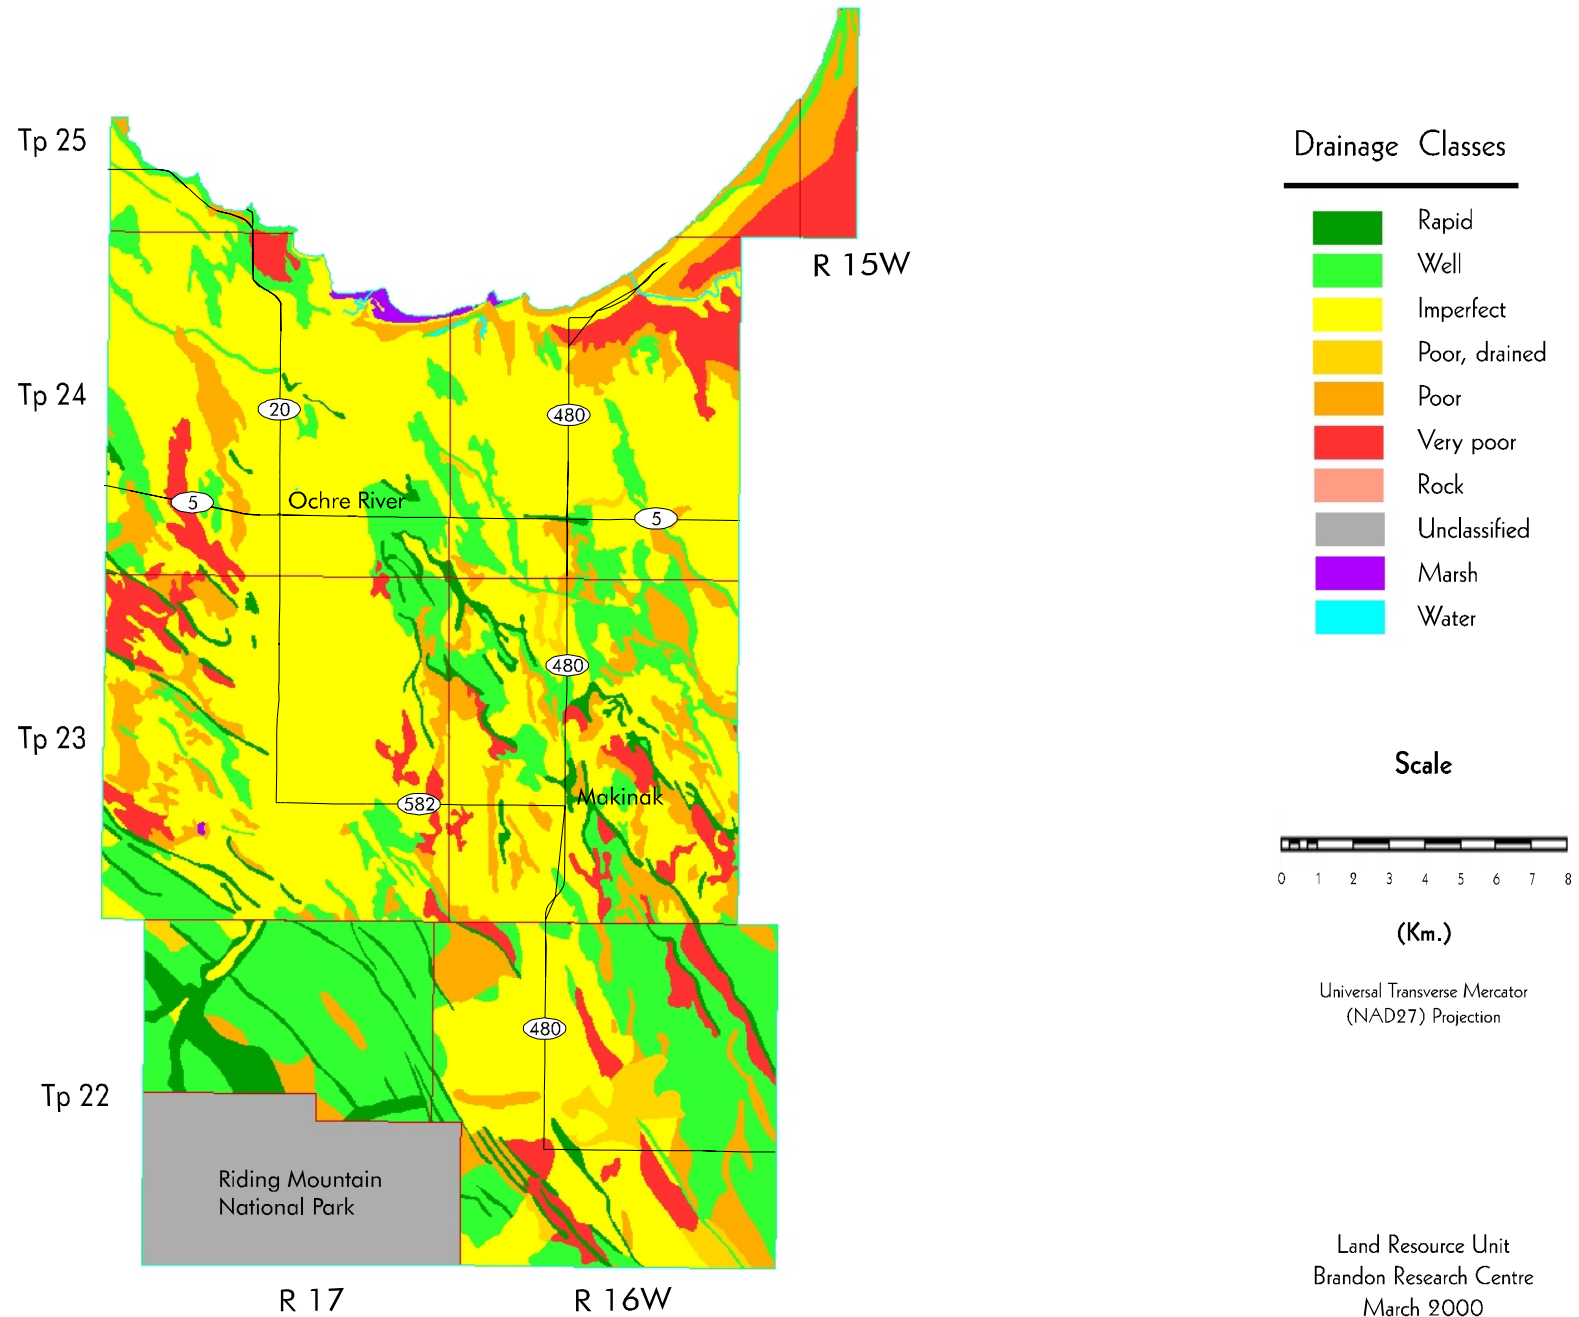 Tp 25
R 15W
Tp 24
20
480
5
Ochre River
5
480
Tp 23
582
Makinak
480
Tp 22
Riding Mountain
National Park
R 17
R 16W
Drainage Classes
Rapid
Well
Imperfect
Poor, drained
Poor
Very poor
Rock
Unclassified
Marsh
Water
Scale
0 1 2 3 4 5 6 7 8
(Km.)
Universal Transverse Mercator
(NAD27) Projection
Land Resource Unit
Brandon Research Centre
March 2000